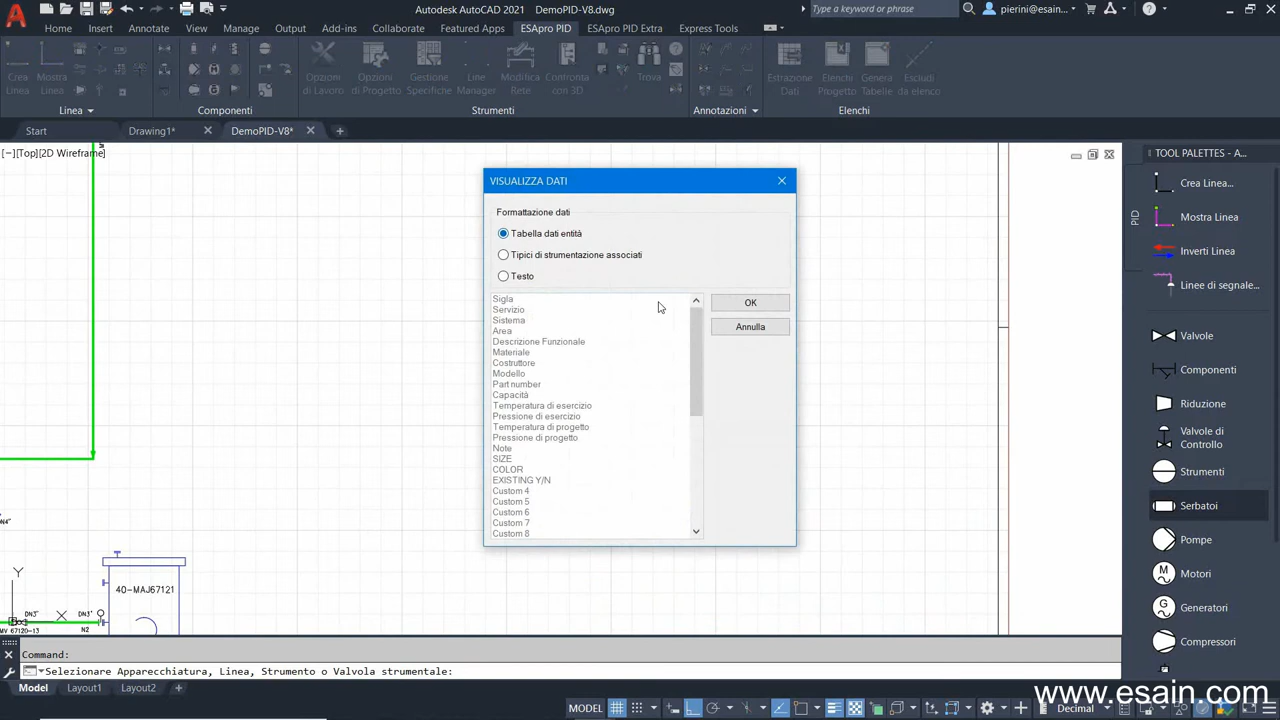 Autodesk AutoCAD 2021 DemoPID-V8.dwg
Type a keyword or phrase
pierini@esain...
Home Insert Annotate View Manage Output Add-ins Collaborate Featured Apps ESApro PID ESApro PID Extra Express Tools
Crea Linea
Mostra Linea
Opzioni di Lavoro
Opzioni di Progetto
Gestione Specifiche
Line Manager
Modifica Rete
Confronta con 3D
Trova
Estrazione Dati
Elenchi Progetto
Genera Tabelle
Escludi da elenco
Linea Componenti Strumenti Annotazioni Elenchi
Start Drawing1* DemoPID-V8*
[−][Top][2D Wireframe]
VISUALIZZA DATI
Formattazione dati
Tabella dati entità
Tipici di strumentazione associati
Testo
Sigla
Servizio
Sistema
Area
Descrizione Funzionale
Materiale
Costruttore
Modello
Part number
Capacità
Temperatura di esercizio
Pressione di esercizio
Temperatura di progetto
Pressione di progetto
Note
SIZE
COLOR
EXISTING Y/N
Custom 4
Custom 5
Custom 6
Custom 7
Custom 8
OK
Annulla
TOOL PALETTES - A...
PID
Crea Linea...
Mostra Linea
Inverti Linea
Linee di segnale...
Valvole
Componenti
Riduzione
Valvole di
Controllo
Strumenti
Serbatoi
Pompe
M Motori
G Generatori
Compressori
DN4"
Y
X
40-MAJ67121
DN3" DN3"
MV 67120-13 N2
Command:
Selezionare Apparecchiatura, Linea, Strumento o Valvola strumentale:
Model Layout1 Layout2 +
MODEL Decimal
www.esain.com